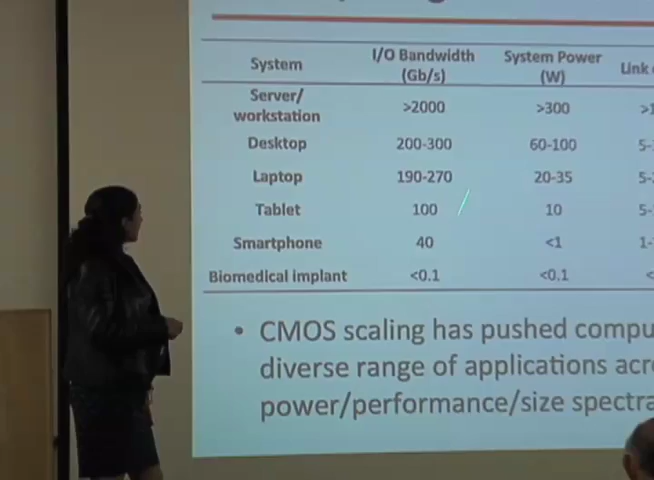 System I/O Bandwidth (Gb/s) System Power (W) Link
Server/ workstation >2000 >300
Desktop 200-300 60-100 5-
Laptop 190-270 20-35 5-
Tablet 100 10 5-
Smartphone 40 <1 1-
Biomedical implant <0.1 <0.1 <
• CMOS scaling has pushed compu
diverse range of applications acr
power/performance/size spectra